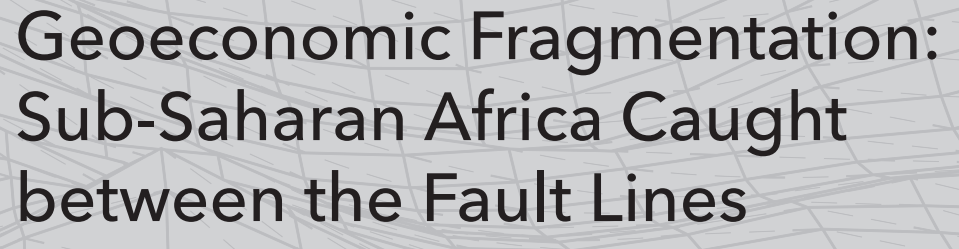 Geoeconomic Fragmentation:
Sub-Saharan Africa Caught
between the Fault Lines